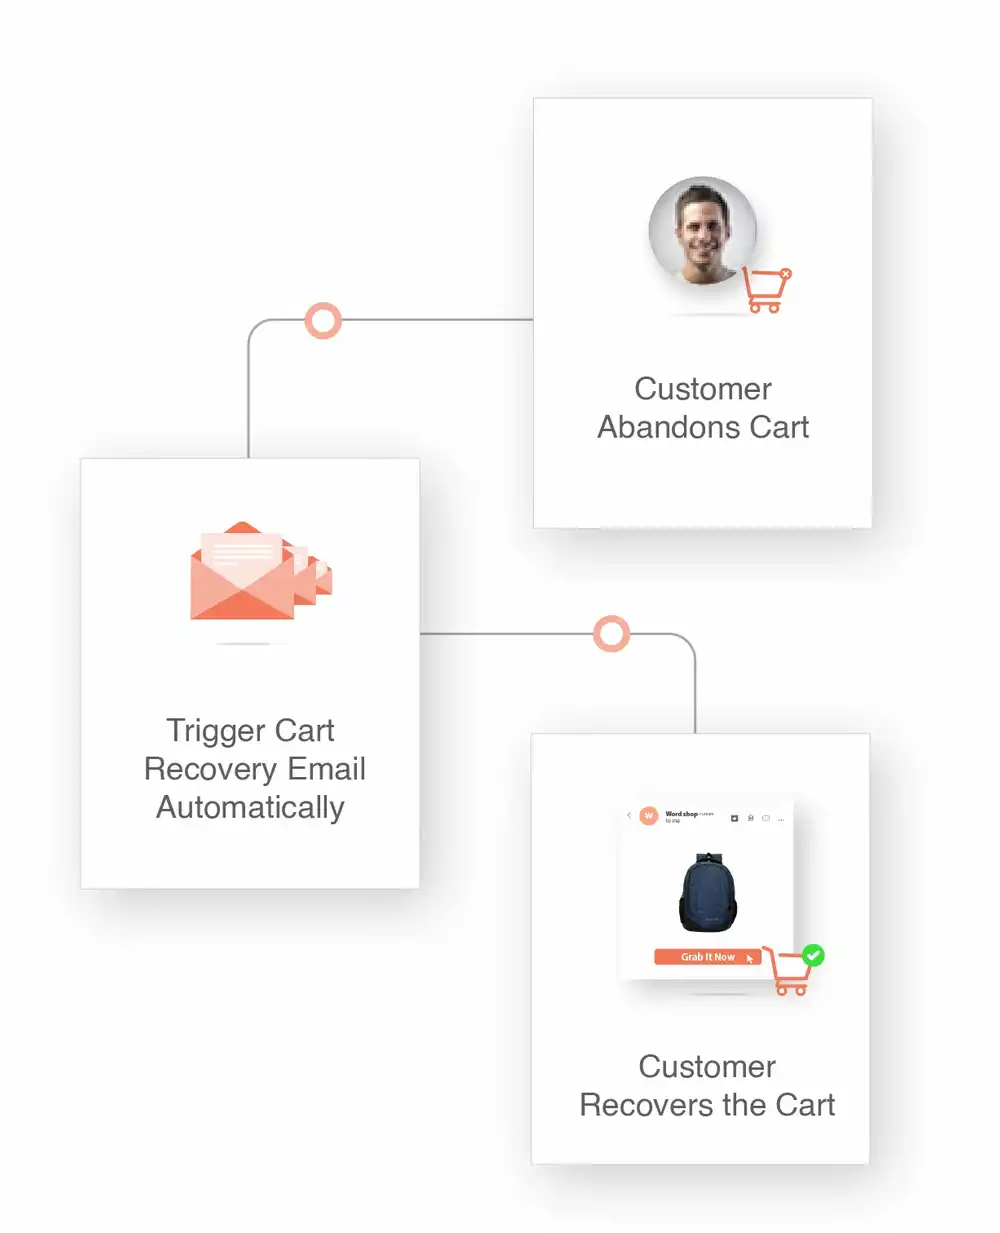 Customer
Abandons Cart
Trigger Cart
Recovery Email
Automatically
W
Word shop
to me
Grab It Now
Customer
Recovers the Cart